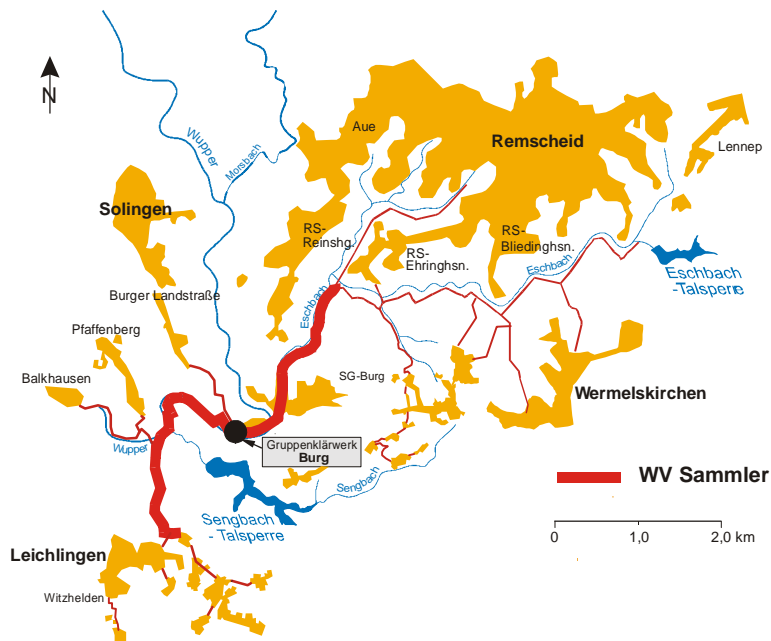 N
Wupper
Morsbach
Aue
Remscheid
Lennep
Solingen
RS-
Reinshg.
RS-
Ehringhsn.
RS-
Bliedinghsn.
Eschbach
Eschbach
Eschbach
-Talsperre
Burger Landstraße
Pfaffenberg
Balkhausen
SG-Burg
Wermelskirchen
Wupper
Gruppenklärwerk
Burg
Sengbach
Sengbach
- Talsperre
WV Sammler
0 1,0 2,0 km
Leichlingen
Witzhelden